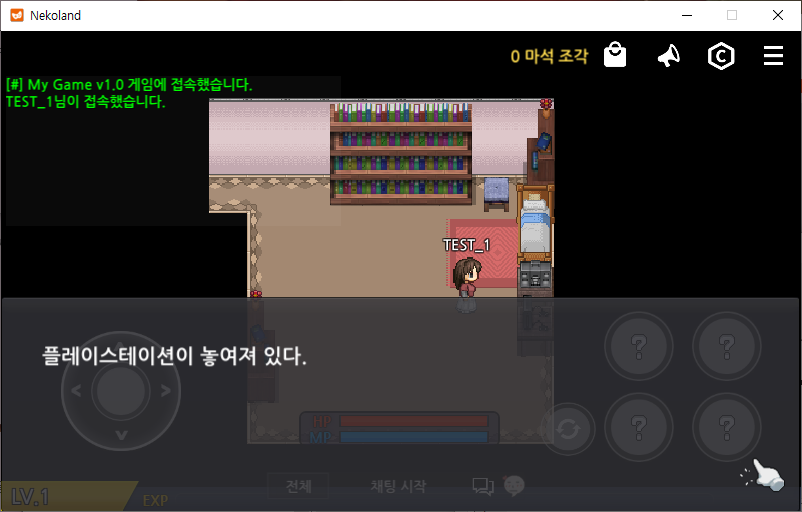 Nekoland
0 마석 조각
[#] My Game v1.0 게임에 접속했습니다.
TEST_1님이 접속했습니다.
TEST_1
플레이스테이션이 놓여져 있다.
?
?
?
?
HP
MP
전체
채팅 시작
LV.1
EXP